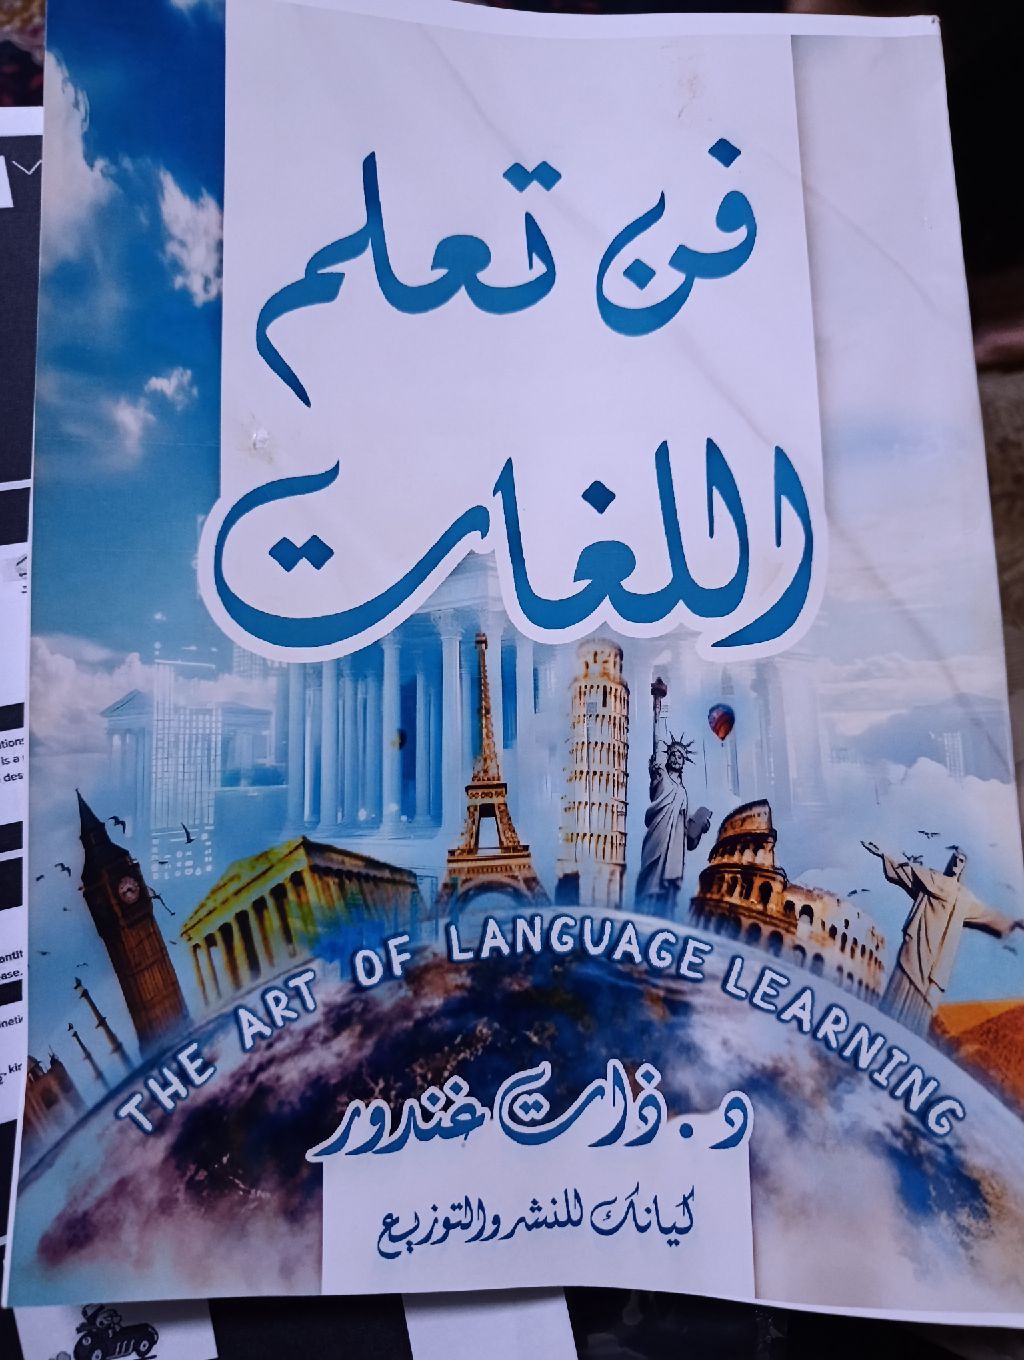 فن تعلم
اللغات
THE ART OF LANGUAGE LEARNING
د. ذات غندور
كيانك للنشر والتوزيع